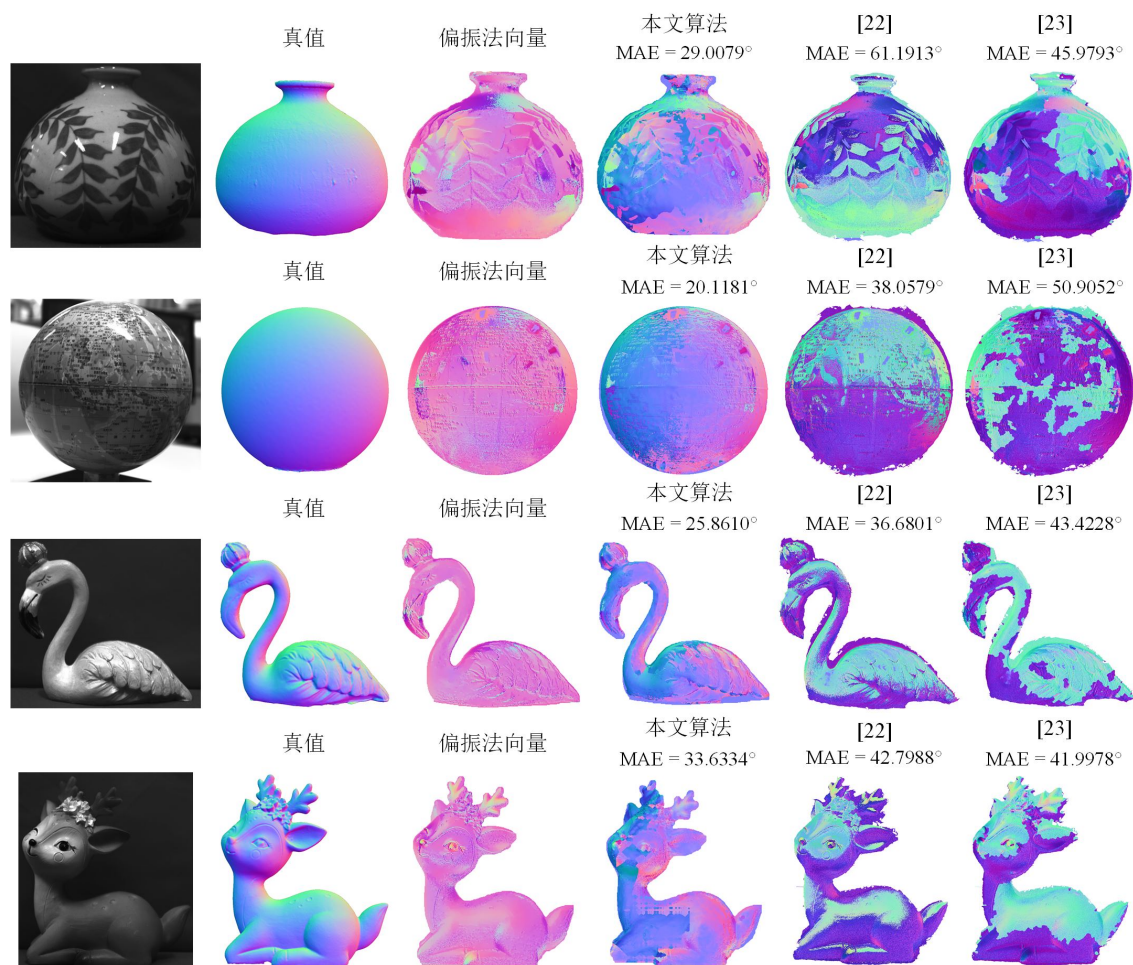 真值 偏振法向量 本文算法 [22] [23]
MAE = 29.0079° MAE = 61.1913° MAE = 45.9793°
真值 偏振法向量 本文算法 [22] [23]
MAE = 20.1181° MAE = 38.0579° MAE = 50.9052°
真值 偏振法向量 本文算法 [22] [23]
MAE = 25.8610° MAE = 36.6801° MAE = 43.4228°
真值 偏振法向量 本文算法 [22] [23]
MAE = 33.6334° MAE = 42.7988° MAE = 41.9978°